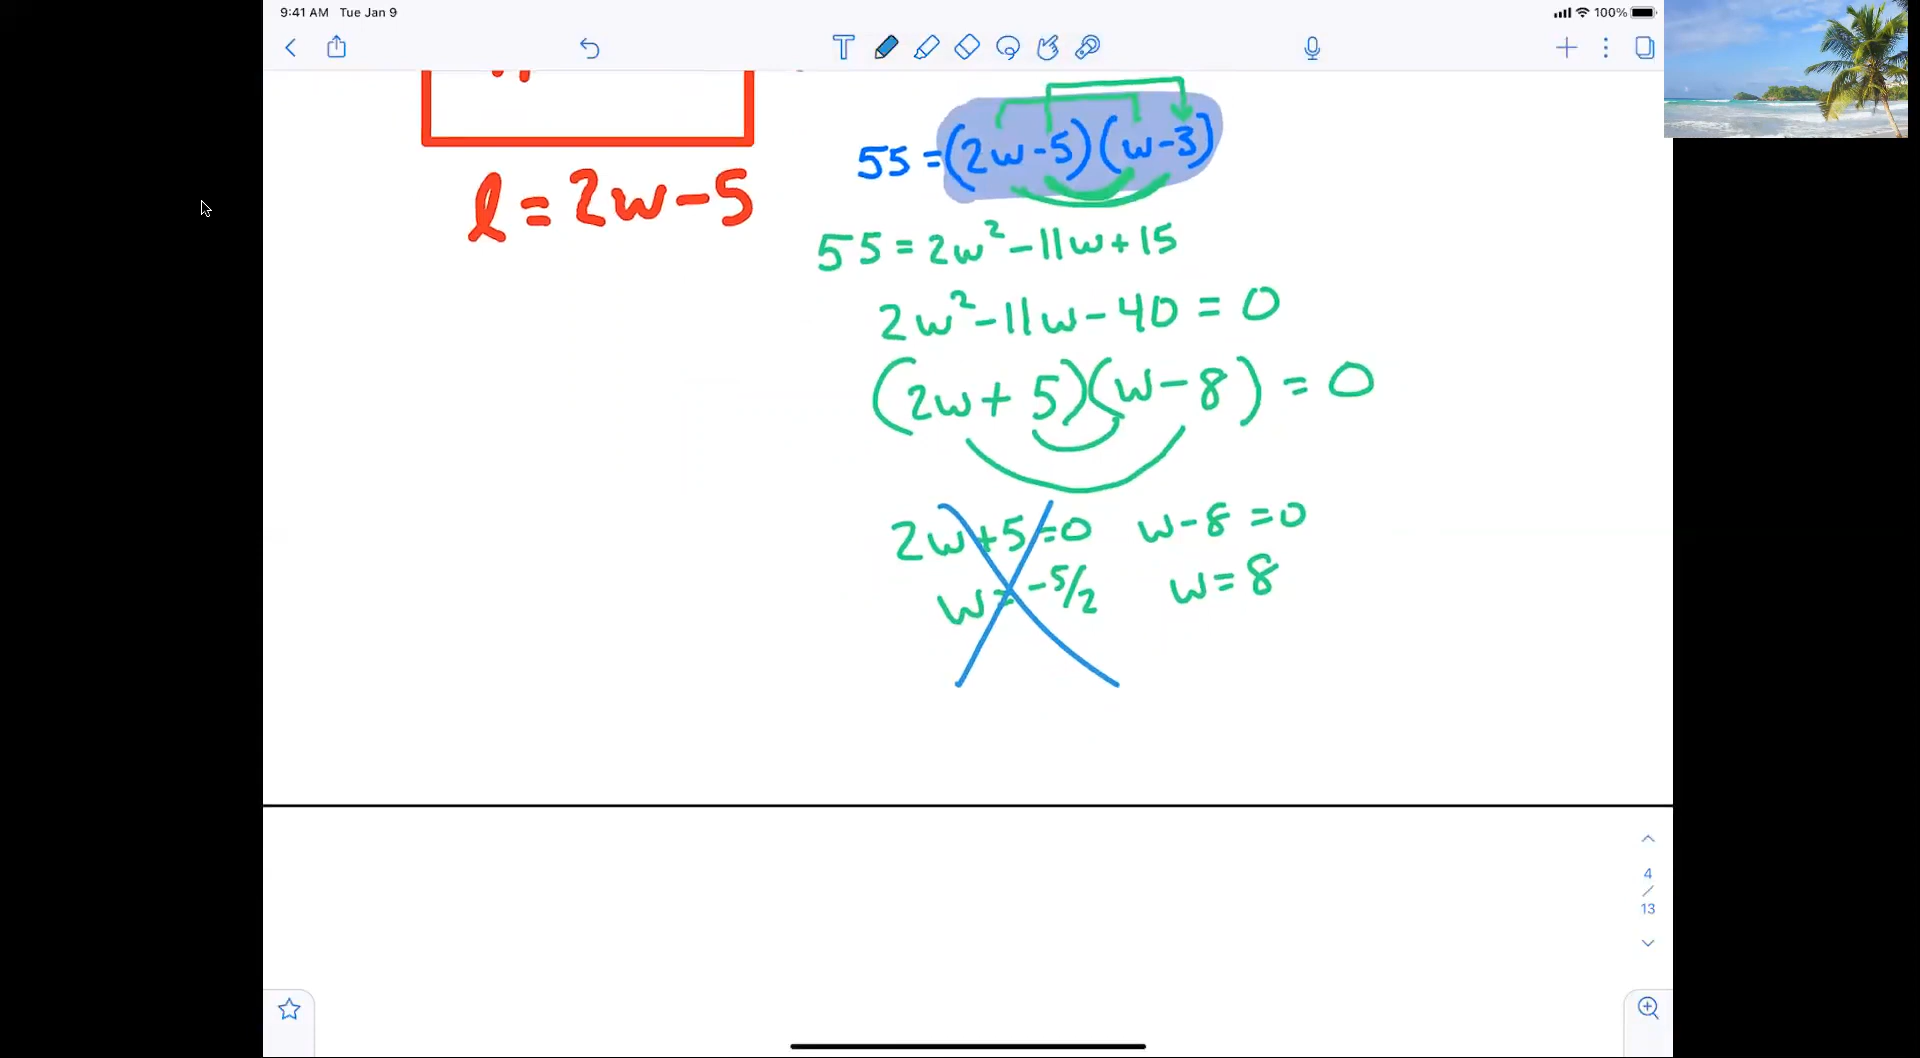 9:41 AM Tue Jan 9
100%
T
55 = (2w-5)(w-3)
l = 2w-5
55 = 2w² - 11w + 15
2w² - 11w - 40 = 0
(2w + 5)(w - 8) = 0
2w+5=0 w-8=0
w = -5/2 w = 8
4
/
13